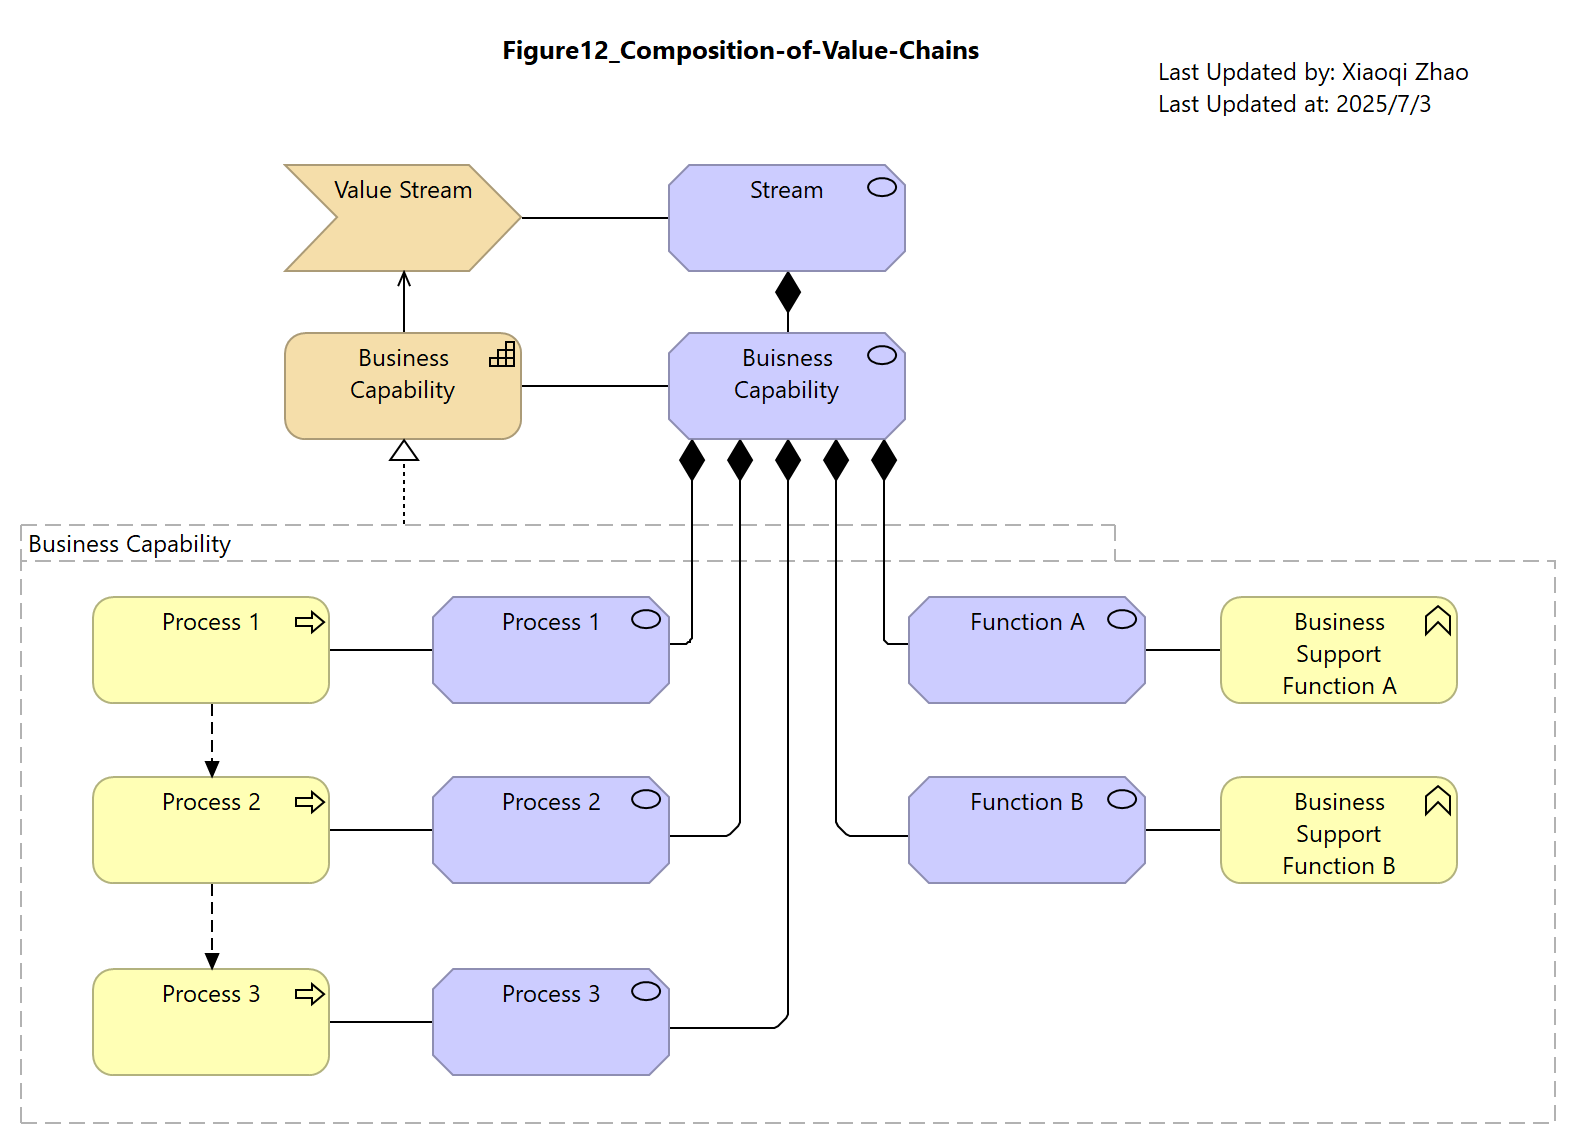 Figure12_Composition-of-Value-Chains
Last Updated by: Xiaoqi Zhao
Last Updated at: 2025/7/3
Value Stream
Stream
Business
Capability
Buisness
Capability
Business Capability
Process 1
Process 1
Function A
Business
Support
Function A
Process 2
Process 2
Function B
Business
Support
Function B
Process 3
Process 3